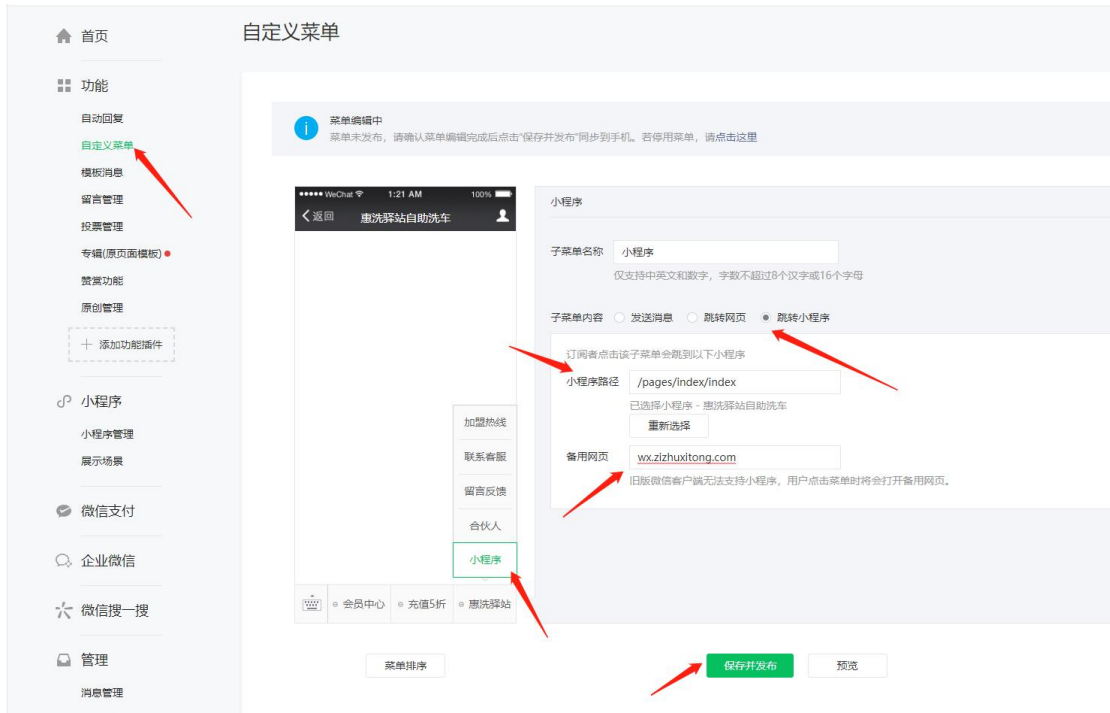 首页
功能
自动回复
自定义菜单
模板消息
留言管理
投票管理
专辑(原页面模板)
赞赏功能
原创管理
添加功能插件
小程序
小程序管理
展示场景
微信支付
企业微信
微信搜一搜
管理
消息管理
自定义菜单
菜单编辑中
菜单未发布，请确认菜单编辑完成后点击“保存并发布”同步到手机。若停用菜单，请点击这里
WeChat 1:21 AM 100%
返回 惠洗驿站自助洗车
加盟热线
联系客服
留言反馈
合伙人
小程序
会员中心 充值5折 惠洗驿站
菜单排序
小程序
子菜单名称 小程序
仅支持中英文和数字，字数不超过8个汉字或16个字母
子菜单内容 发送消息 跳转网页 跳转小程序
订阅者点击该子菜单会跳到以下小程序
小程序路径 /pages/index/index
已选择小程序 - 惠洗驿站自助洗车
重新选择
备用网页 wx.zizhuxitong.com
旧版微信客户端无法支持小程序，用户点击菜单时将会打开备用网页。
保存并发布 预览